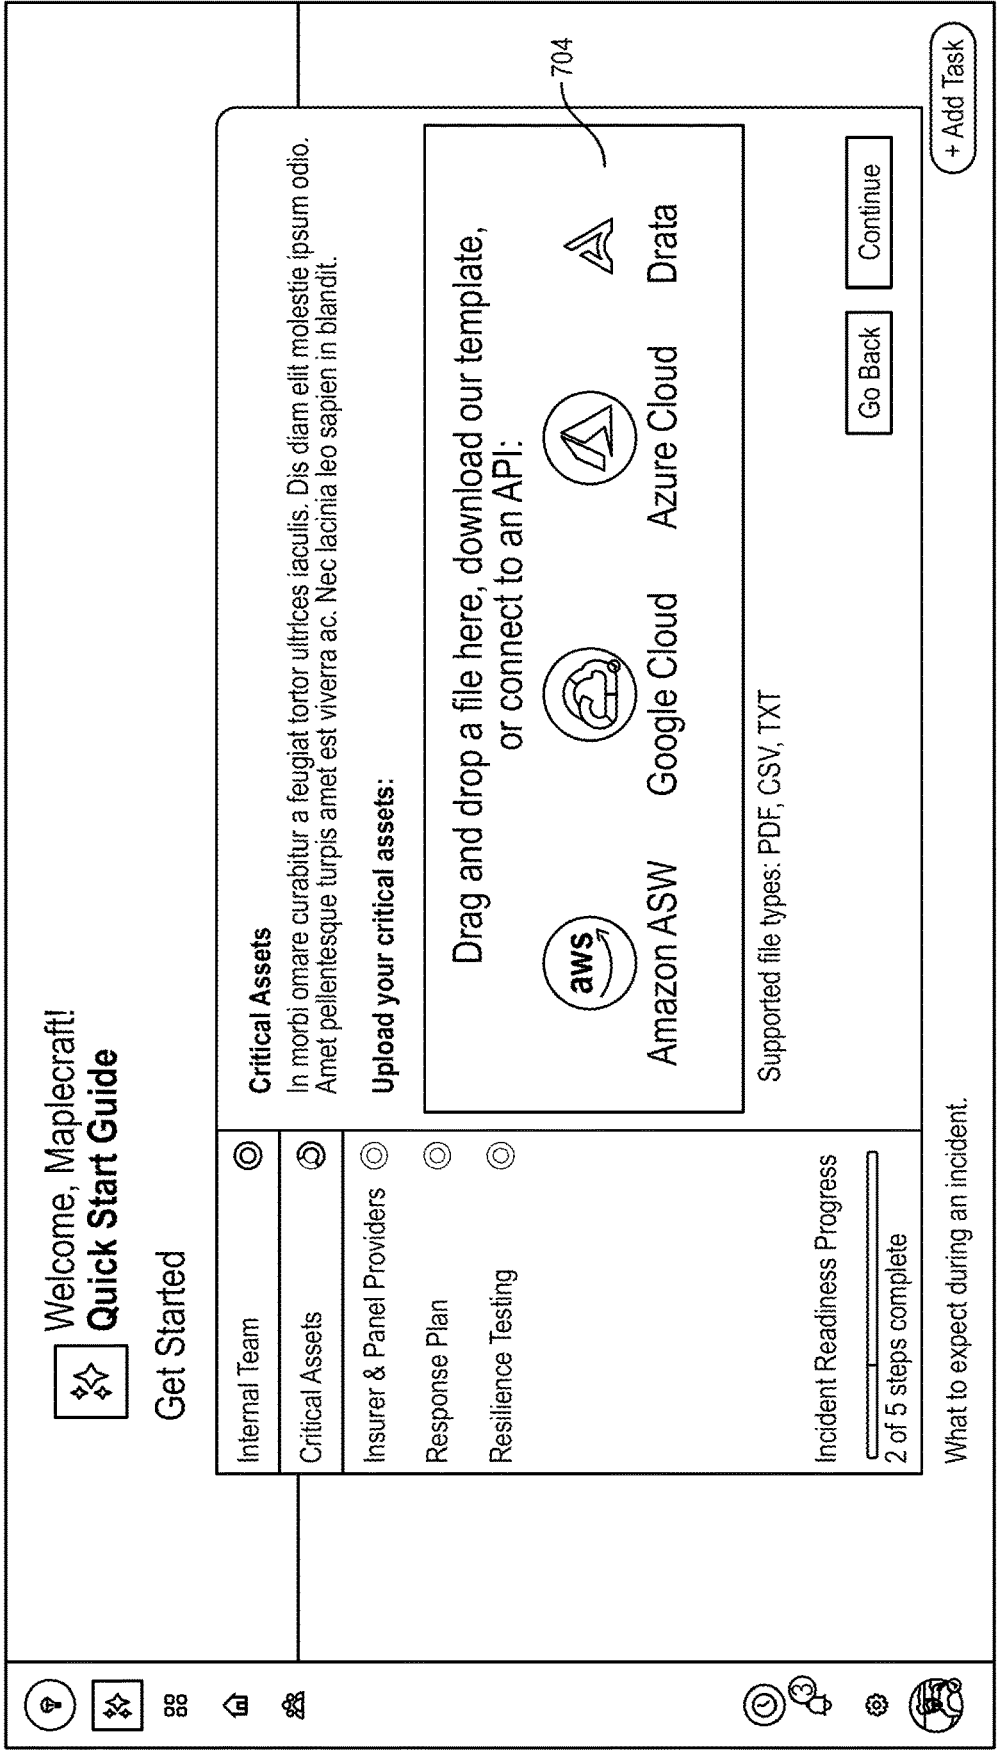 Welcome, Maplecraft!
Quick Start Guide
Get Started
Internal Team
Critical Assets
Insurer & Panel Providers
Response Plan
Resilience Testing
Incident Readiness Progress
2 of 5 steps complete
Critical Assets
In morbi ornare curabitur a feugiat tortor ultrices iaculis. Dis diam elit molestie ipsum odio.
Amet pellentesque turpis amet est viverra ac. Nec lacinia leo sapien in blandit.
Upload your critical assets:
Drag and drop a file here, download our template,
or connect to an API:
aws
Amazon ASW
Google Cloud
Azure Cloud
Drata
704
Supported file types: PDF, CSV, TXT
Go Back
Continue
What to expect during an incident.
+ Add Task
3